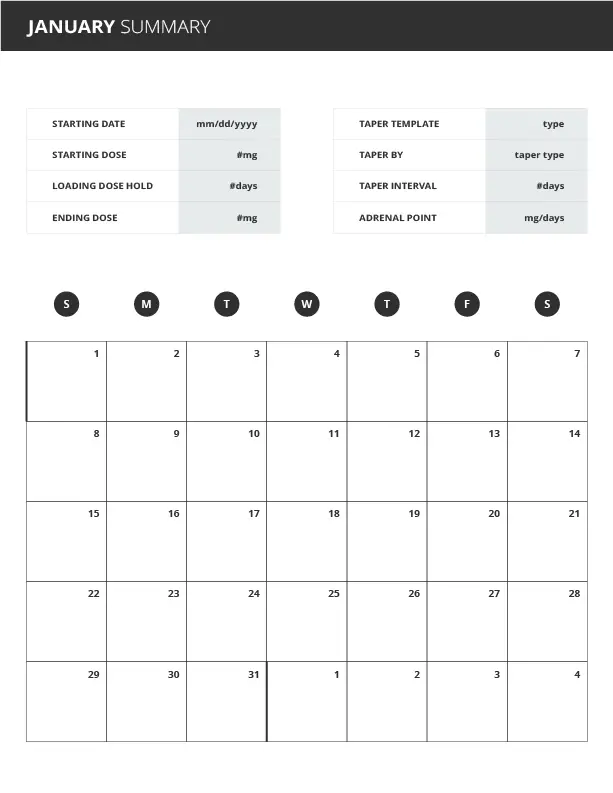 JANUARY SUMMARY
STARTING DATE mm/dd/yyyy
STARTING DOSE #mg
LOADING DOSE HOLD #days
ENDING DOSE #mg
TAPER TEMPLATE type
TAPER BY taper type
TAPER INTERVAL #days
ADRENAL POINT mg/days
S M T W T F S
1 2 3 4 5 6 7
8 9 10 11 12 13 14
15 16 17 18 19 20 21
22 23 24 25 26 27 28
29 30 31 1 2 3 4